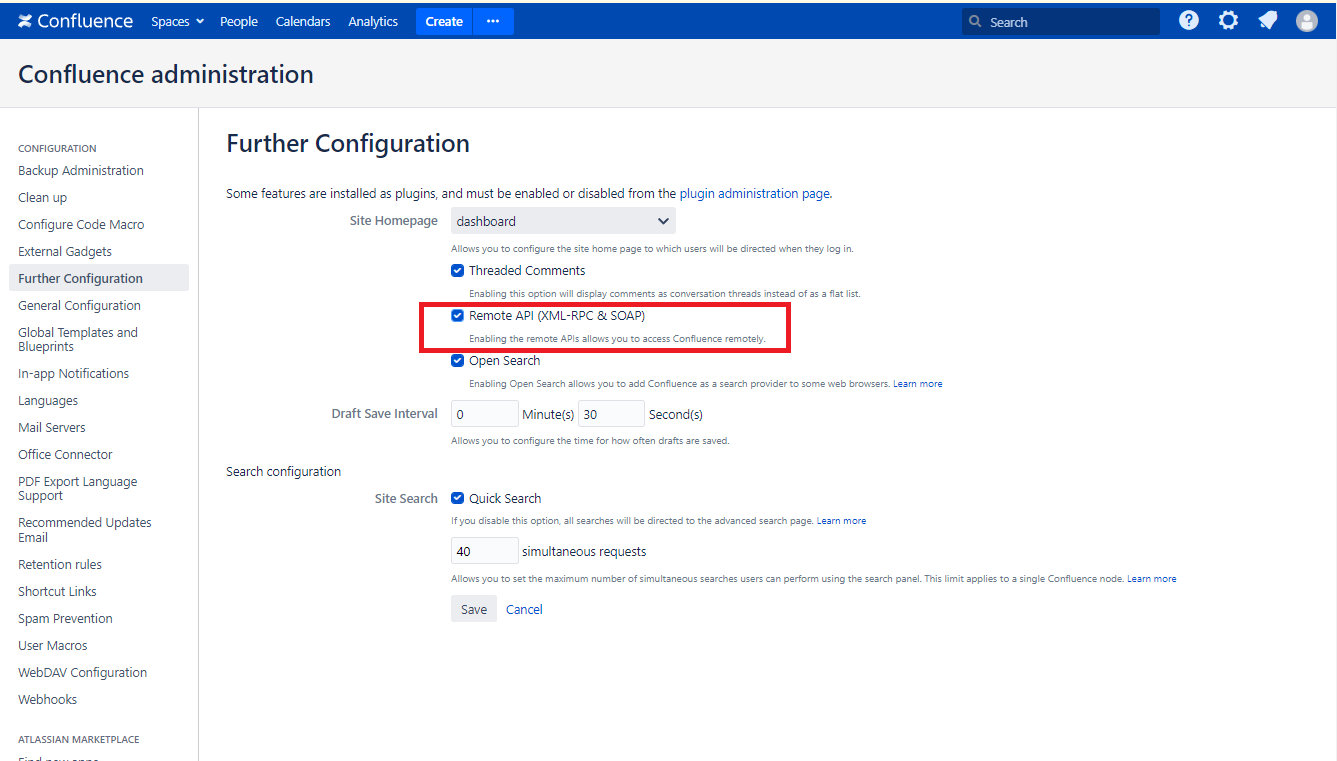 Confluence Spaces People Calendars Analytics Create ··· Search ?
Confluence administration
CONFIGURATION
Backup Administration
Clean up
Configure Code Macro
External Gadgets
Further Configuration
General Configuration
Global Templates and
Blueprints
In-app Notifications
Languages
Mail Servers
Office Connector
PDF Export Language
Support
Recommended Updates
Email
Retention rules
Shortcut Links
Spam Prevention
User Macros
WebDAV Configuration
Webhooks
ATLASSIAN MARKETPLACE
Find new apps
Further Configuration
Some features are installed as plugins, and must be enabled or disabled from the plugin administration page.
Site Homepage dashboard
Allows you to configure the site home page to which users will be directed when they log in.
Threaded Comments
Enabling this option will display comments as conversation threads instead of as a flat list.
Remote API (XML-RPC & SOAP)
Enabling the remote APIs allows you to access Confluence remotely.
Open Search
Enabling Open Search allows you to add Confluence as a search provider to some web browsers. Learn more
Draft Save Interval 0 Minute(s) 30 Second(s)
Allows you to configure the time for how often drafts are saved.
Search configuration
Site Search Quick Search
If you disable this option, all searches will be directed to the advanced search page. Learn more
40 simultaneous requests
Allows you to set the maximum number of simultaneous searches users can perform using the search panel. This limit applies to a single Confluence node. Learn more
Save Cancel